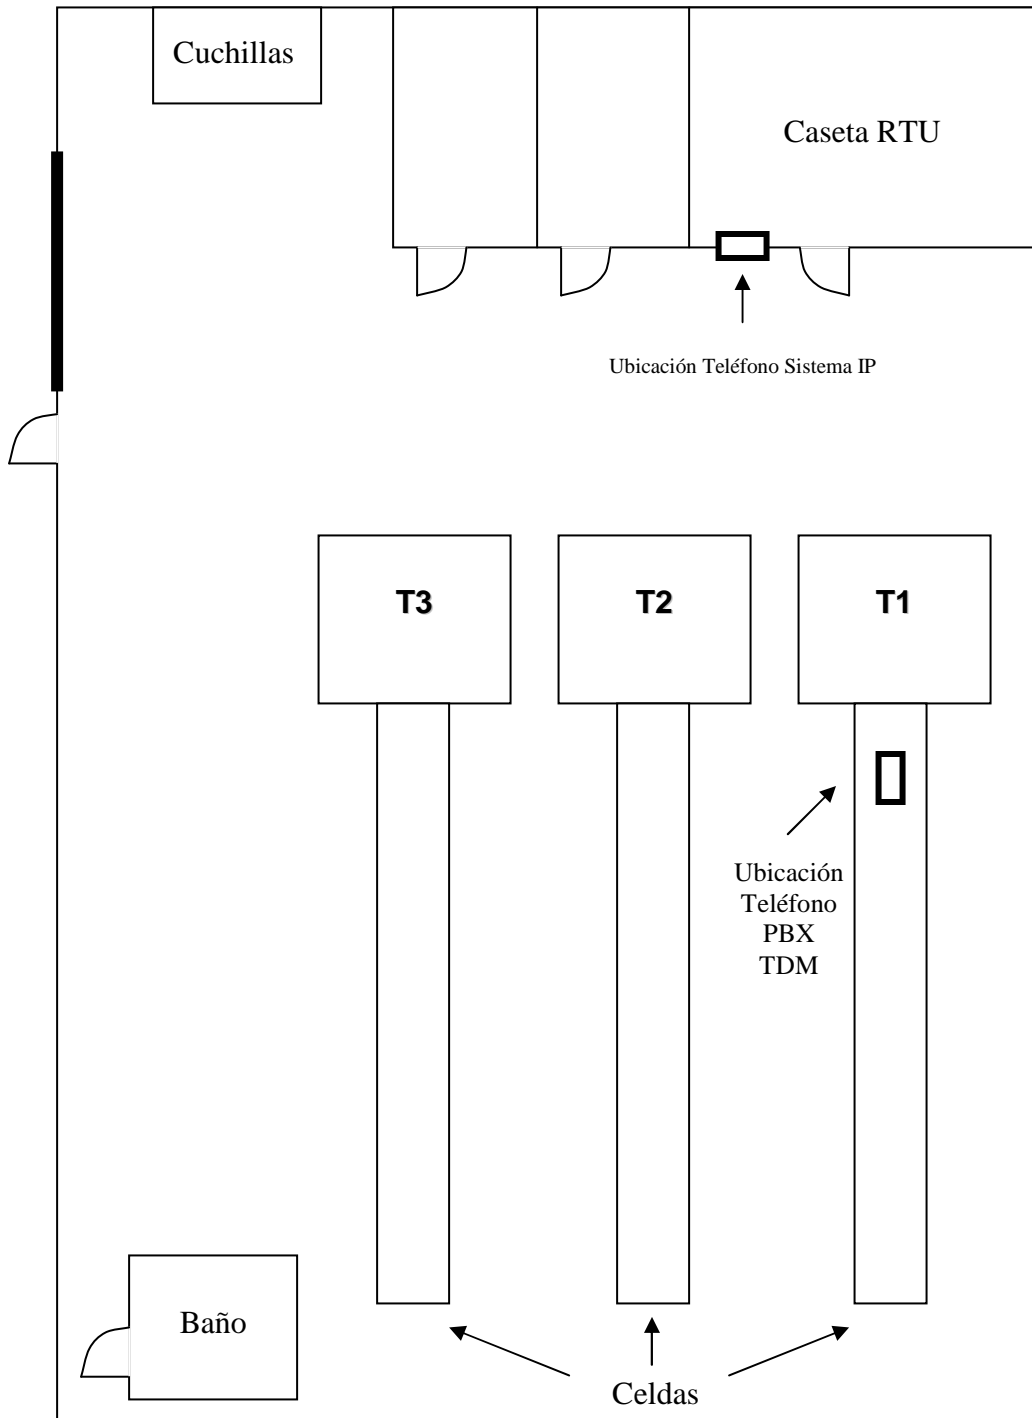 Cuchillas
Caseta RTU
Ubicación Teléfono Sistema IP
T3
T2
T1
Ubicación
Teléfono
PBX
TDM
Baño
Celdas